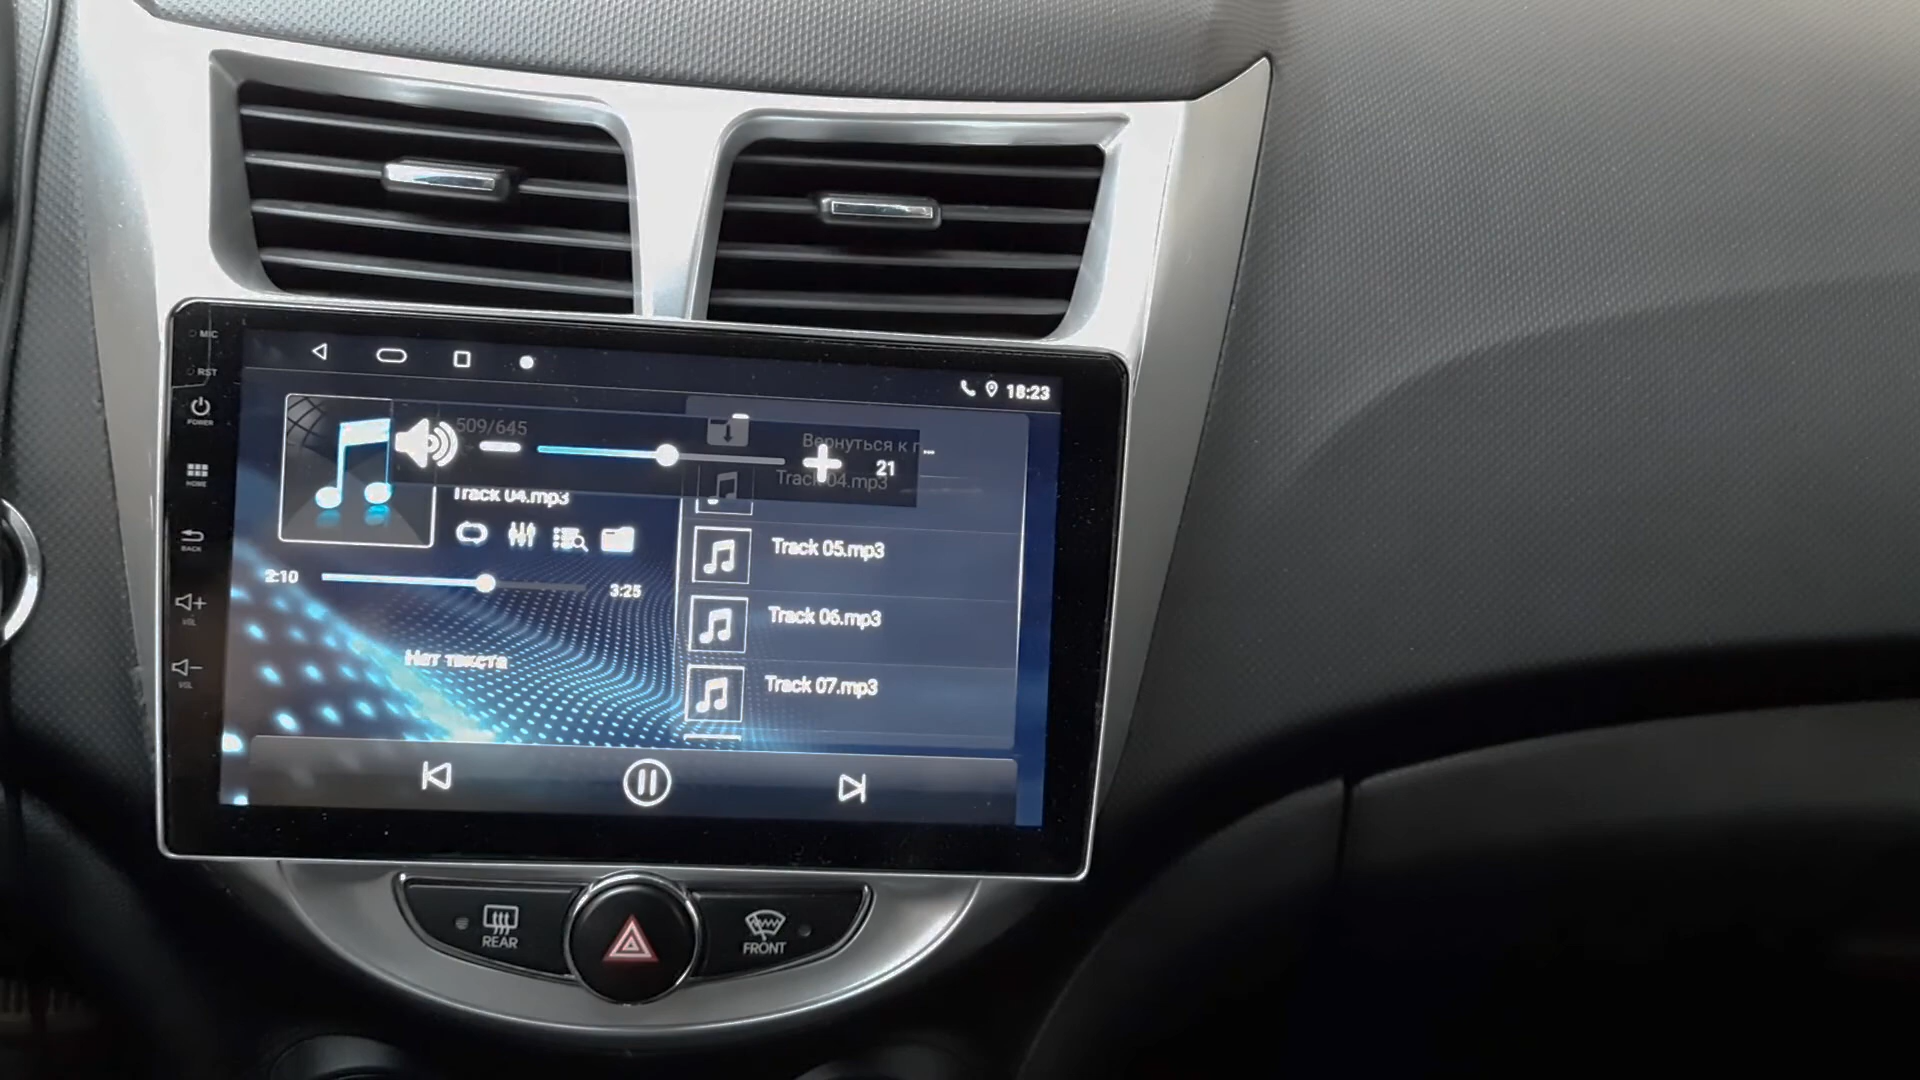 MIC
RST
POWER
HOME
BACK
VOL
VOL
18:23
509/645
21
Track 04.mp3
2:10
3:25
Нет текста
Вернуться к г...
Track 04.mp3
Track 05.mp3
Track 06.mp3
Track 07.mp3
REAR
FRONT